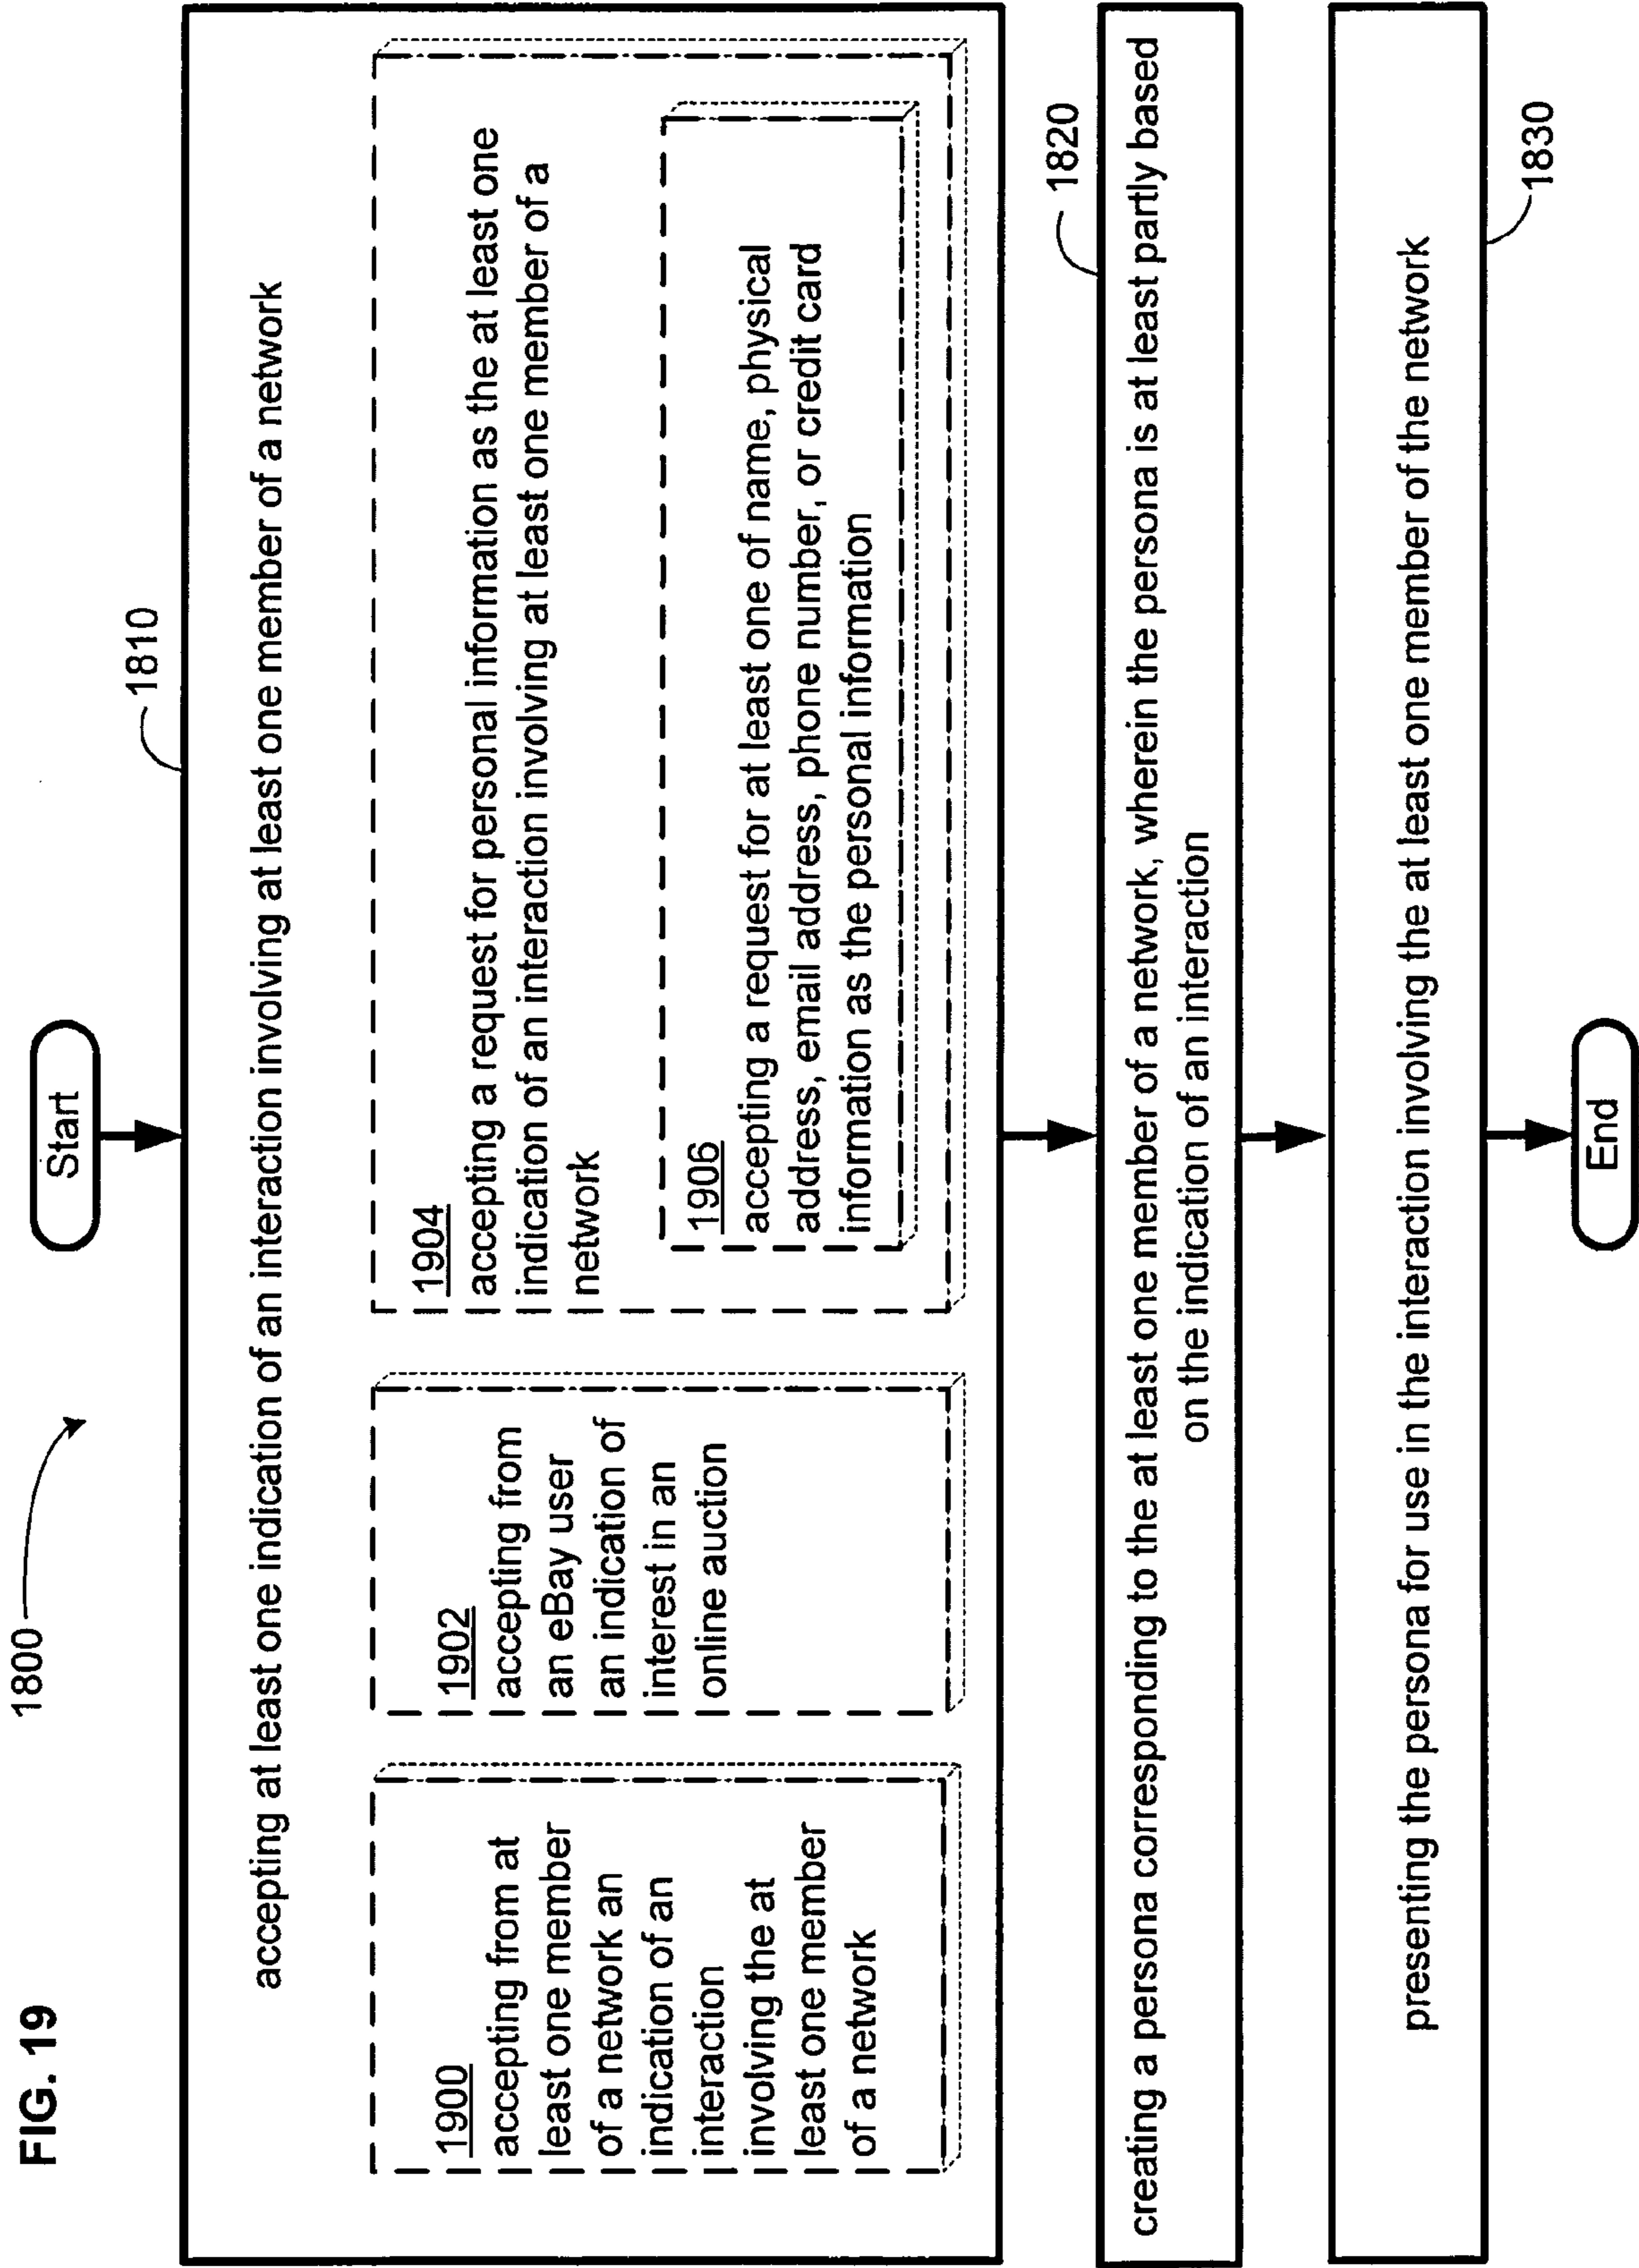 FIG. 19
1800
Start
1810
accepting at least one indication of an interaction involving at least one member of a network
1900
accepting from at
least one member
of a network an
indication of an
interaction
involving the at
least one member
of a network
1902
accepting from
an eBay user
an indication of
interest in an
online auction
1904
accepting a request for personal information as the at least one
indication of an interaction involving at least one member of a
network
1906
accepting a request for at least one of name, physical
address, email address, phone number, or credit card
information as the personal information
1820
creating a persona corresponding to the at least one member of a network, wherein the persona is at least partly based
on the indication of an interaction
presenting the persona for use in the interaction involving the at least one member of the network
1830
End